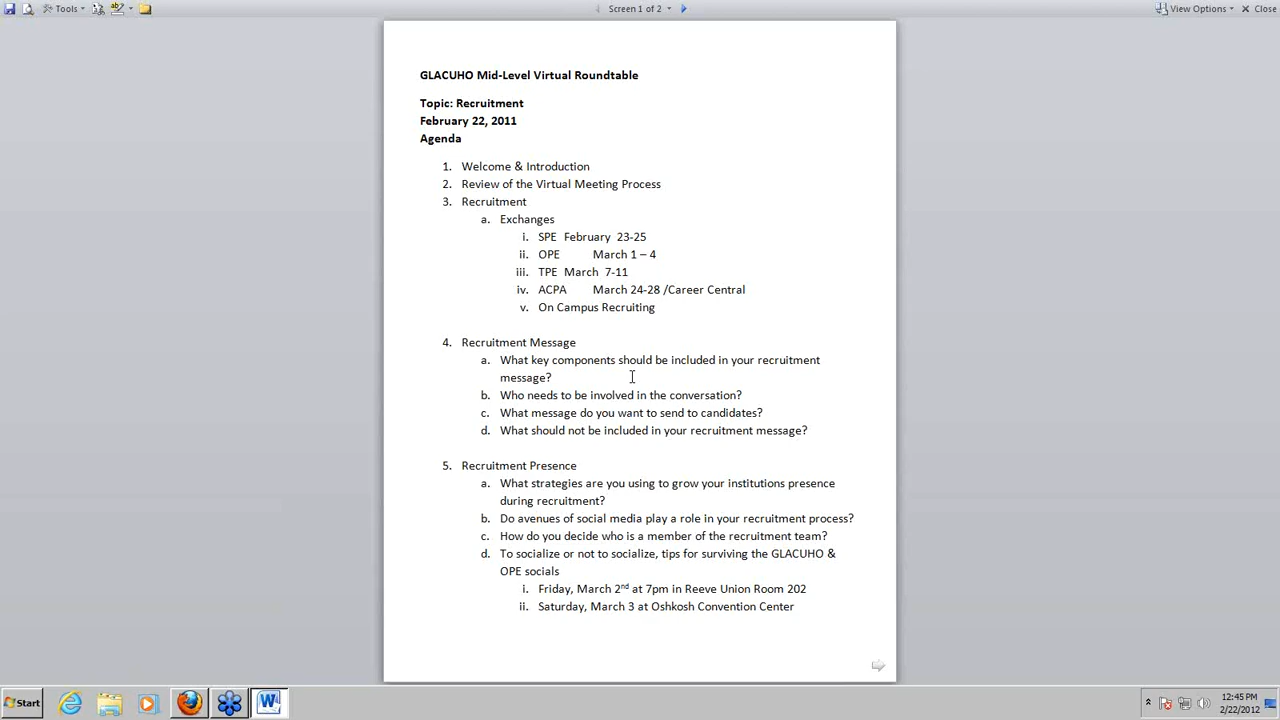 Tools
Screen 1 of 2
View Options
Close
GLACUHO Mid-Level Virtual Roundtable
Topic: Recruitment
February 22, 2011
Agenda
1. Welcome & Introduction
2. Review of the Virtual Meeting Process
3. Recruitment
a. Exchanges
i. SPE February 23-25
ii. OPE March 1 – 4
iii. TPE March 7-11
iv. ACPA March 24-28 /Career Central
v. On Campus Recruiting
4. Recruitment Message
a. What key components should be included in your recruitment
message?
b. Who needs to be involved in the conversation?
c. What message do you want to send to candidates?
d. What should not be included in your recruitment message?
5. Recruitment Presence
a. What strategies are you using to grow your institutions presence
during recruitment?
b. Do avenues of social media play a role in your recruitment process?
c. How do you decide who is a member of the recruitment team?
d. To socialize or not to socialize, tips for surviving the GLACUHO &
OPE socials
i. Friday, March 2nd at 7pm in Reeve Union Room 202
ii. Saturday, March 3 at Oshkosh Convention Center
Start
12:45 PM
2/22/2012